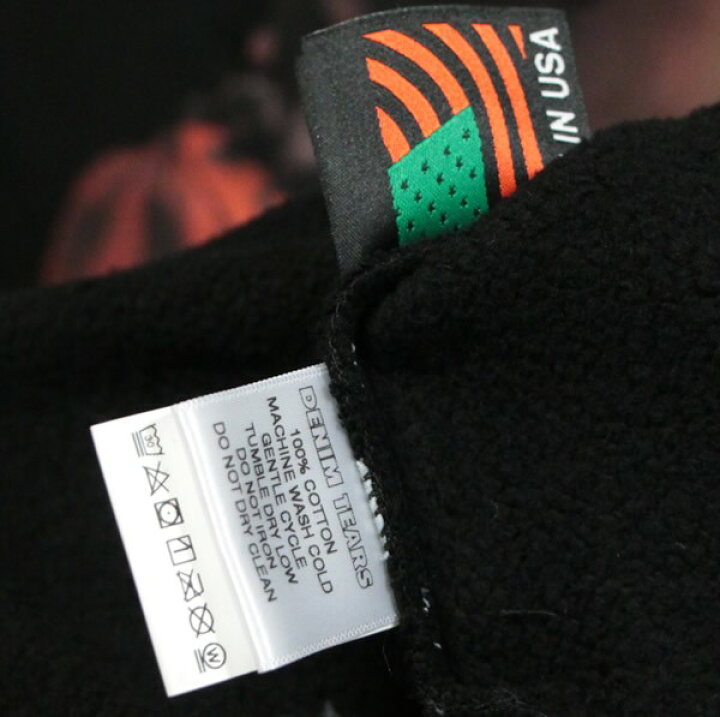 IN USA
DENIM TEARS
100% COTTON
MACHINE WASH COLD
GENTLE CYCLE
TUMBLE DRY LOW
DO NOT IRON
DO NOT DRY CLEAN
30
W